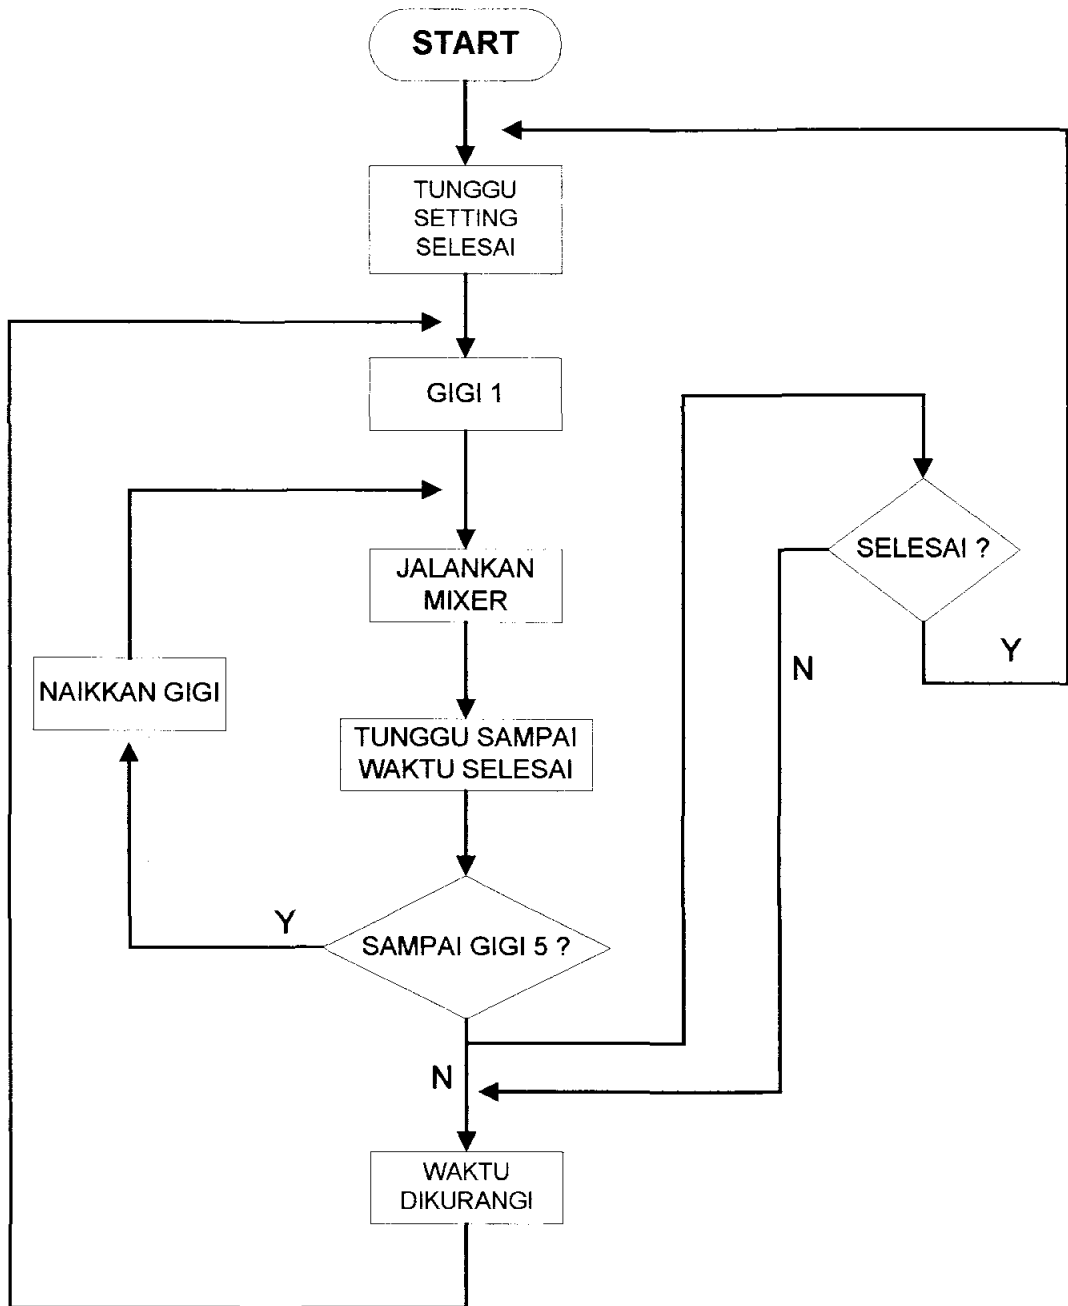 START
TUNGGU
SETTING
SELESAI
GIGI 1
SELESAI ?
JALANKAN
MIXER
Y
N
NAIKKAN GIGI
TUNGGU SAMPAI
WAKTU SELESAI
Y
SAMPAI GIGI 5 ?
N
WAKTU
DIKURANGI